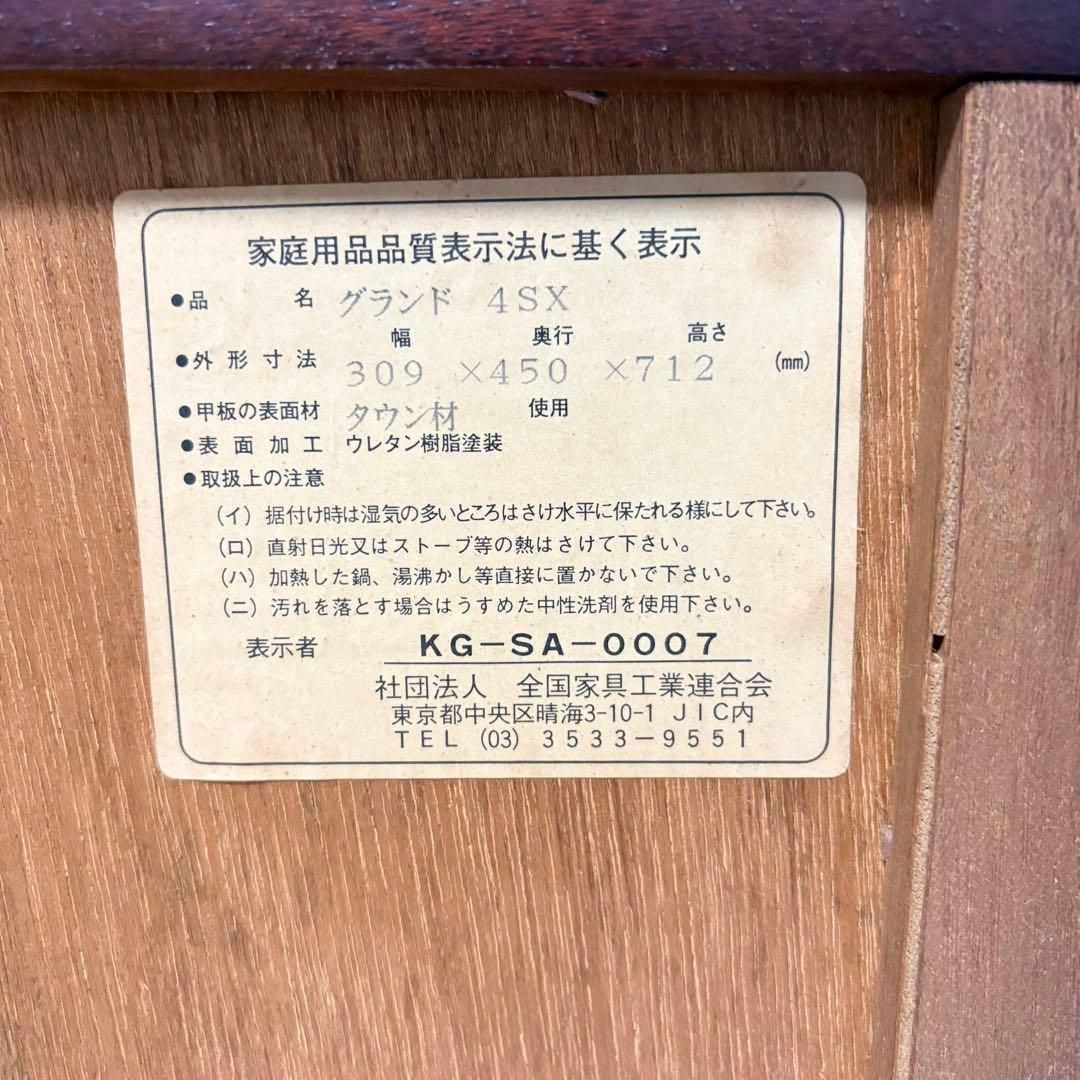 家庭用品品質表示法に基く表示
●品名 グランド 4SX
幅 奥行 高さ
●外形寸法 309 ×450 ×712 (mm)
●甲板の表面材 タウン材 使用
●表面加工 ウレタン樹脂塗装
●取扱上の注意
(イ) 据付け時は湿気の多いところはさけ水平に保たれる様にして下さい。
(ロ) 直射日光又はストーブ等の熱はさけて下さい。
(ハ) 加熱した鍋、湯沸かし等直接に置かないで下さい。
(ニ) 汚れを落とす場合はうすめた中性洗剤を使用下さい。
表示者 KG-SA-0007
社団法人 全国家具工業連合会
東京都中央区晴海3-10-1 JIC内
TEL (03) 3533-9551